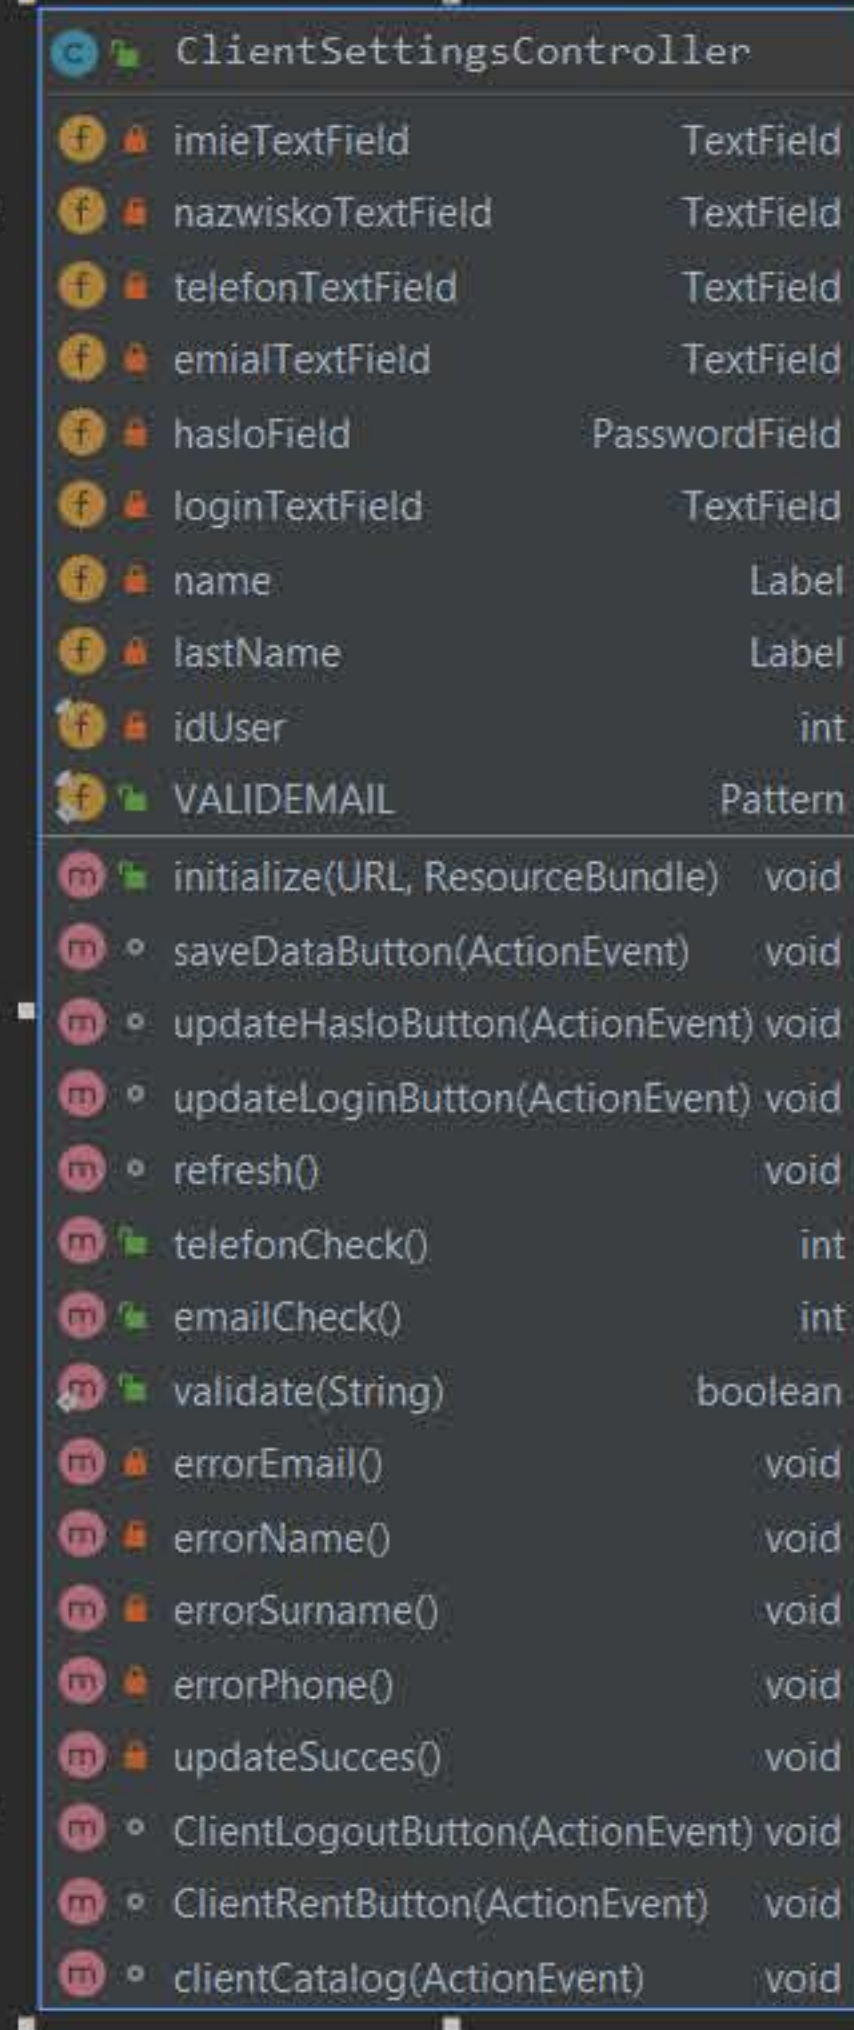 ClientSettingsController
imieTextField TextField
nazwiskoTextField TextField
telefonTextField TextField
emialTextField TextField
hasloField PasswordField
loginTextField TextField
name Label
lastName Label
idUser int
VALIDEMAIL Pattern
initialize(URL, ResourceBundle) void
saveDataButton(ActionEvent) void
updateHasloButton(ActionEvent) void
updateLoginButton(ActionEvent) void
refresh() void
telefonCheck() int
emailCheck() int
validate(String) boolean
errorEmail() void
errorName() void
errorSurname() void
errorPhone() void
updateSucces() void
ClientLogoutButton(ActionEvent) void
ClientRentButton(ActionEvent) void
clientCatalog(ActionEvent) void